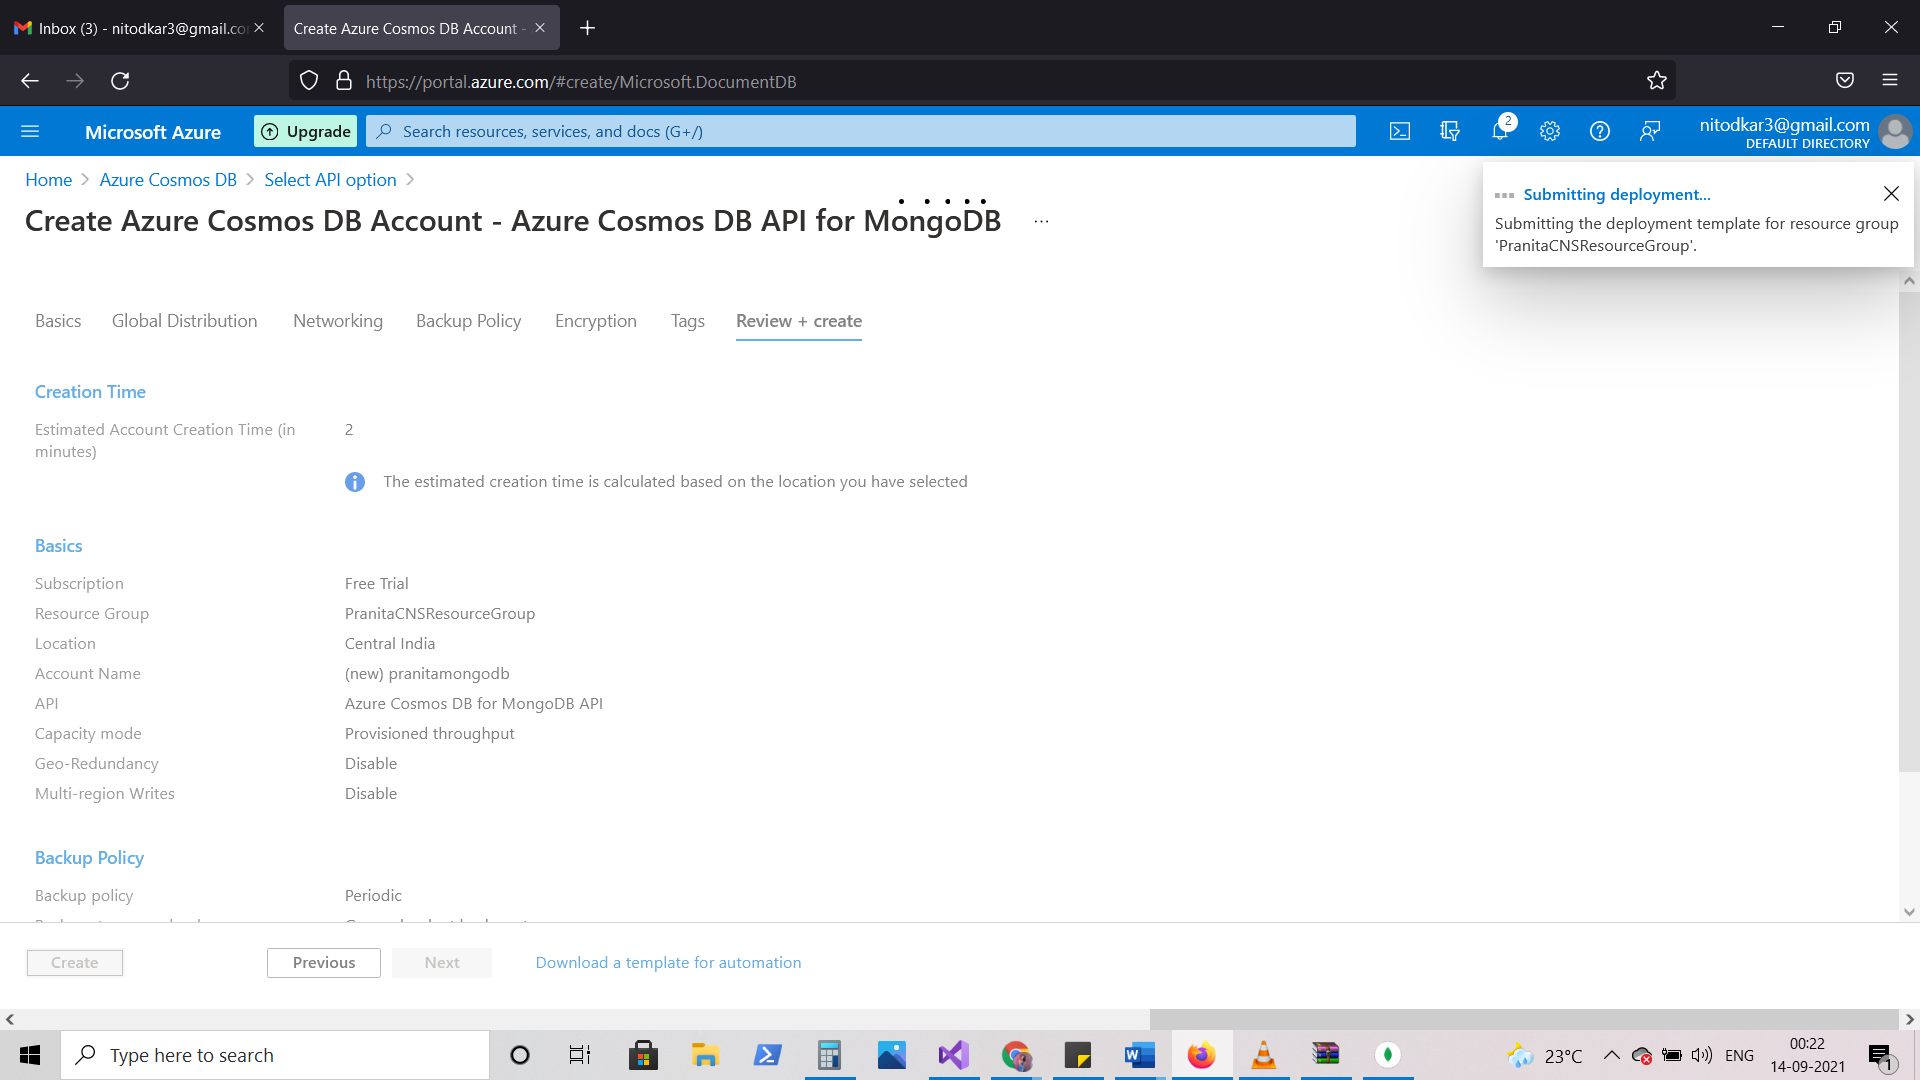 Inbox (3) - nitodkar3@gmail.co
Create Azure Cosmos DB Account -
https://portal.azure.com/#create/Microsoft.DocumentDB
Microsoft Azure
Upgrade
Search resources, services, and docs (G+/)
2
nitodkar3@gmail.com
DEFAULT DIRECTORY
Home > Azure Cosmos DB > Select API option >
Create Azure Cosmos DB Account - Azure Cosmos DB API for MongoDB ...
Submitting deployment...
Submitting the deployment template for resource group
'PranitaCNSResourceGroup'.
Basics Global Distribution Networking Backup Policy Encryption Tags Review + create
Creation Time
Estimated Account Creation Time (in
minutes)
2
The estimated creation time is calculated based on the location you have selected
Basics
Subscription Free Trial
Resource Group PranitaCNSResourceGroup
Location Central India
Account Name (new) pranitamongodb
API Azure Cosmos DB for MongoDB API
Capacity mode Provisioned throughput
Geo-Redundancy Disable
Multi-region Writes Disable
Backup Policy
Backup policy Periodic
Create Previous Next Download a template for automation
Type here to search
23°C
ENG
00:22
14-09-2021
1